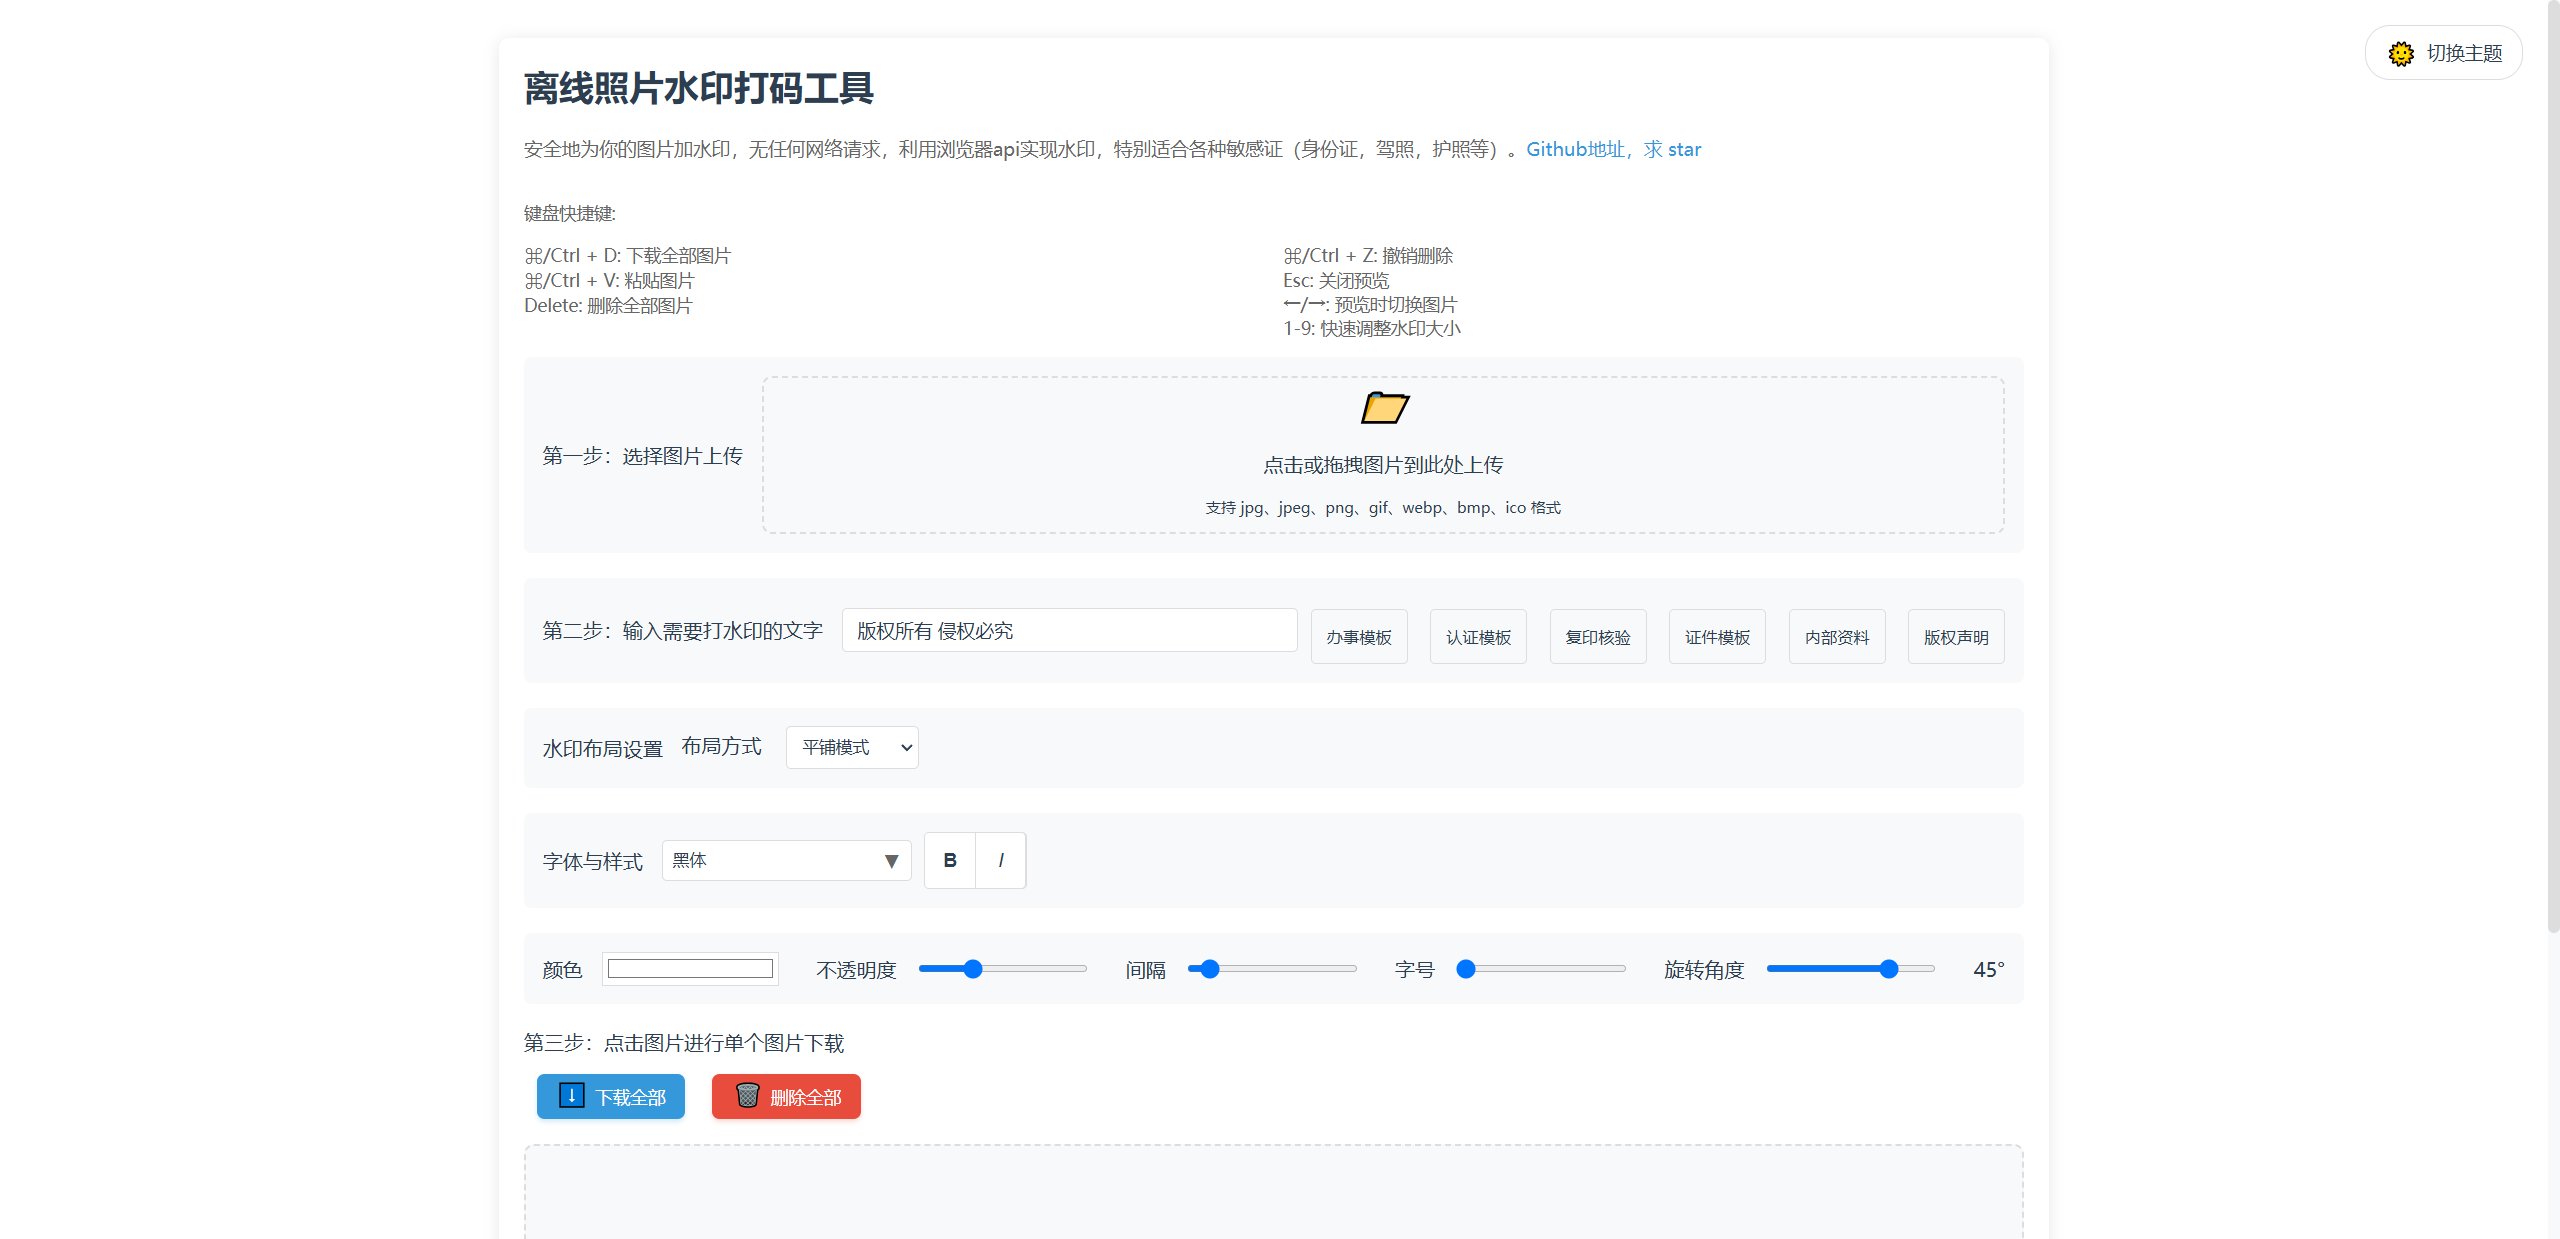 切换主题
离线照片水印打码工具
安全地为你的图片加水印，无任何网络请求，利用浏览器api实现水印，特别适合各种敏感证（身份证，驾照，护照等）。Github地址，求 star
键盘快捷键:
⌘/Ctrl + D: 下载全部图片
⌘/Ctrl + V: 粘贴图片
Delete: 删除全部图片
⌘/Ctrl + Z: 撤销删除
Esc: 关闭预览
←/→: 预览时切换图片
1-9: 快速调整水印大小
第一步：选择图片上传
点击或拖拽图片到此处上传
支持 jpg、jpeg、png、gif、webp、bmp、ico 格式
第二步：输入需要打水印的文字 版权所有 侵权必究 办事模板 认证模板 复印核验 证件模板 内部资料 版权声明
水印布局设置 布局方式 平铺模式
字体与样式 黑体 B I
颜色 不透明度 间隔 字号 旋转角度 45°
第三步：点击图片进行单个图片下载
下载全部 删除全部